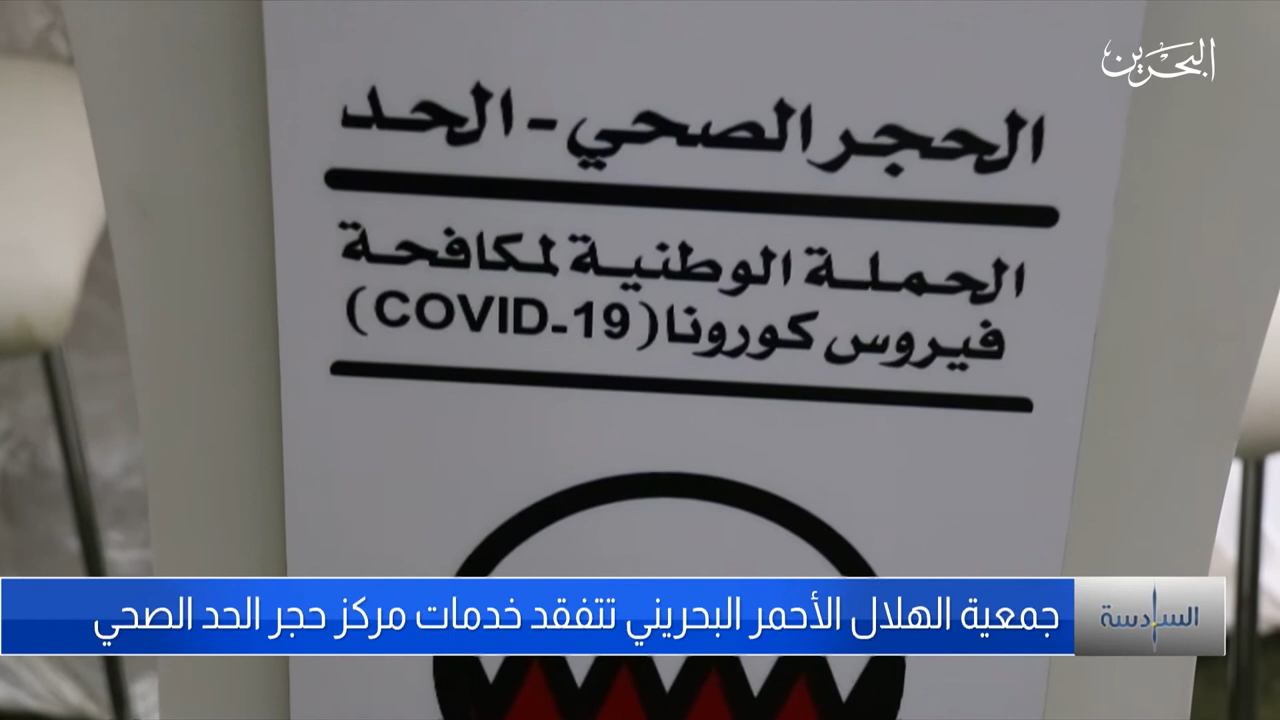 البحرين
الحجر الصحي - الحد
الحملة الوطنية لمكافحة
فيروس كورونا (COVID-19)
السادسة
جمعية الهلال الأحمر البحريني تتفقد خدمات مركز حجر الحد الصحي